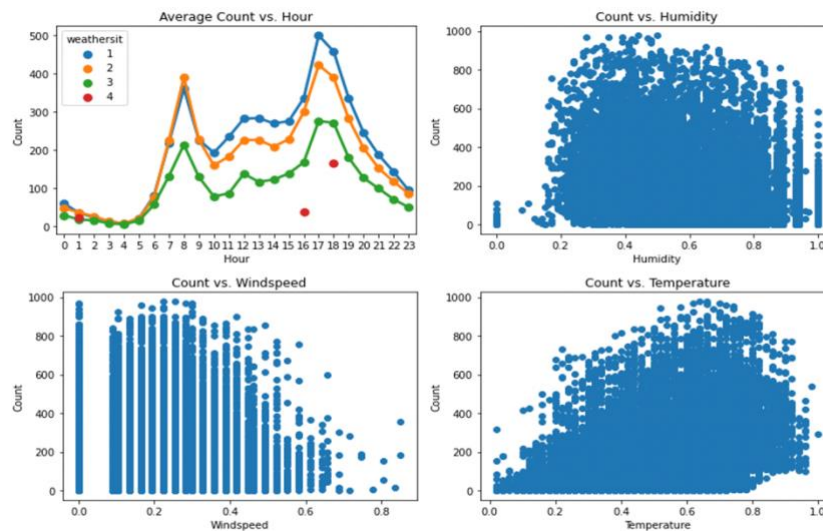 Average Count vs. Hour
weathersit
1
2
3
4
500
400
300
200
100
0
Count
0 1 2 3 4 5 6 7 8 9 10 11 12 13 14 15 16 17 18 19 20 21 22 23
Hour
Count vs. Humidity
1000
800
600
400
200
0
Count
0.0 0.2 0.4 0.6 0.8 1.0
Humidity
Count vs. Windspeed
1000
800
600
400
200
0
Count
0.0 0.2 0.4 0.6 0.8
Windspeed
Count vs. Temperature
1000
800
600
400
200
0
Count
0.0 0.2 0.4 0.6 0.8 1.0
Temperature